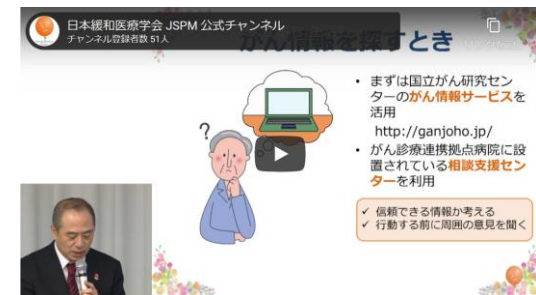 日本緩和医療学会 JSPM 公式チャンネル
チャンネル登録者数 51人
がん情報を探すとき
• まずは国立がん研究セン
ターのがん情報サービスを
活用
http://ganjoho.jp/
• がん診療連携拠点病院に設
置されている相談支援セン
ターを利用
✓ 信頼できる情報か考える
✓ 行動する前に周囲の意見を聞く
?